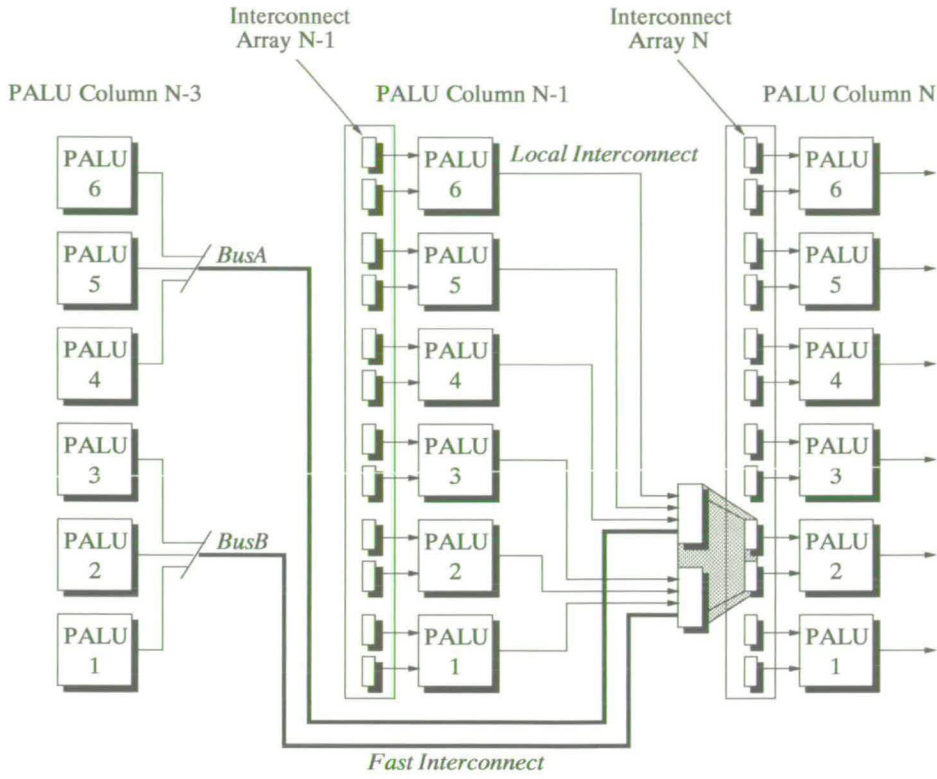 Interconnect
Array N-1
Interconnect
Array N
PALU Column N-3
PALU Column N-1
PALU Column N
PALU
6
PALU
5
PALU
4
PALU
3
PALU
2
PALU
1
BusA
BusB
PALU
6
PALU
5
PALU
4
PALU
3
PALU
2
PALU
1
Local Interconnect
Fast Interconnect
PALU
6
PALU
5
PALU
4
PALU
3
PALU
2
PALU
1